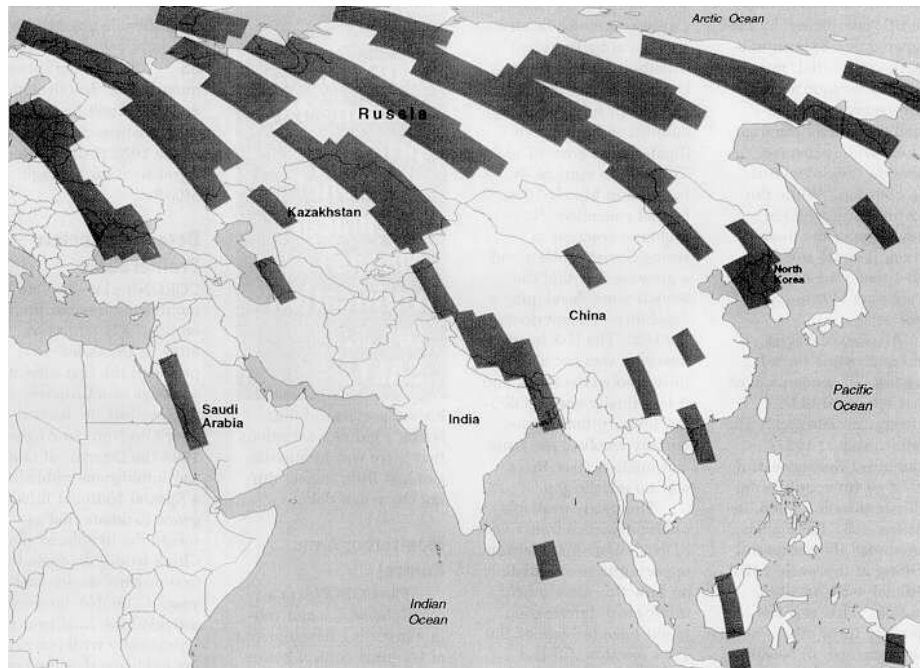 Arctic Ocean
Russia
Kazakhstan
North
Korea
China
Pacific
Ocean
Saudi
Arabia
India
Indian
Ocean